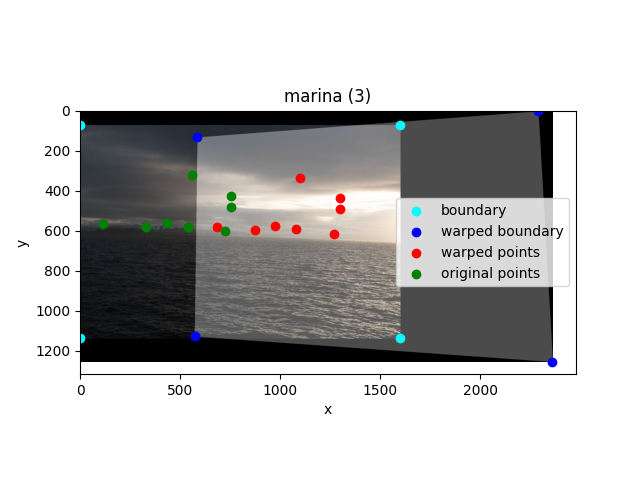 marina (3)
0
200
400
600
800
1000
1200
y
boundary
warped boundary
warped points
original points
0 500 1000 1500 2000
x